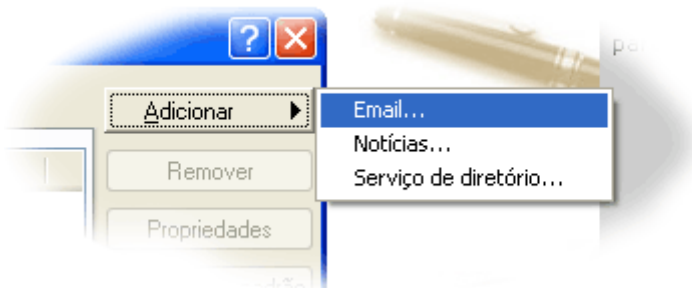 Adicionar
Email...
Notícias...
Remover
Serviço de diretório...
Propriedades